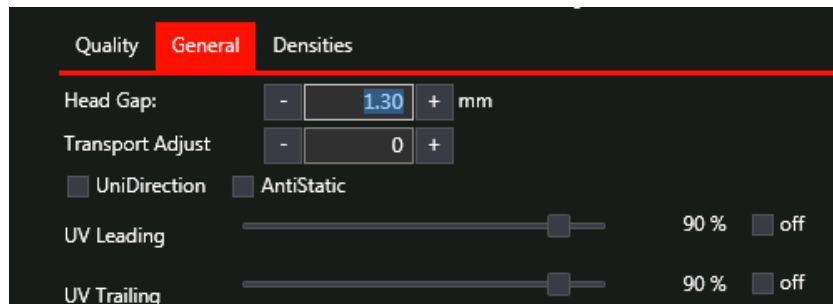 Quality General Densities
Head Gap: - 1.30 + mm
Transport Adjust - 0 +
UniDirection AntiStatic
UV Leading 90 % off
UV Trailing 90 % off